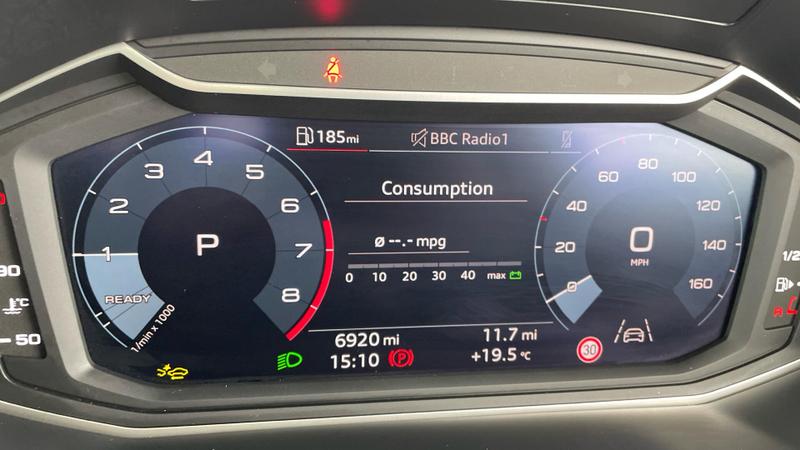 185mi
BBC Radio1
Consumption
ø --.- mpg
0 10 20 30 40 max
6920 mi
11.7 mi
15:10
+19.5 °C
P
1
2
3
4
5
6
7
8
READY
1/min x 1000
0
MPH
0
20
40
60
80
100
120
140
160
30
P
90
°C
50
1/2
R